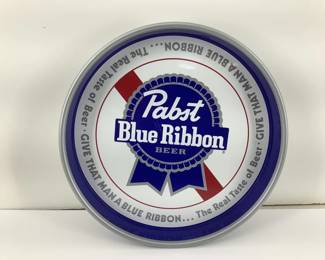 Pabst
Blue Ribbon
BEER
GIVE THAT MAN A BLUE RIBBON... The Real Taste of Beer · GIVE THAT MAN A BLUE RIBBON... The Real Taste of Beer ·